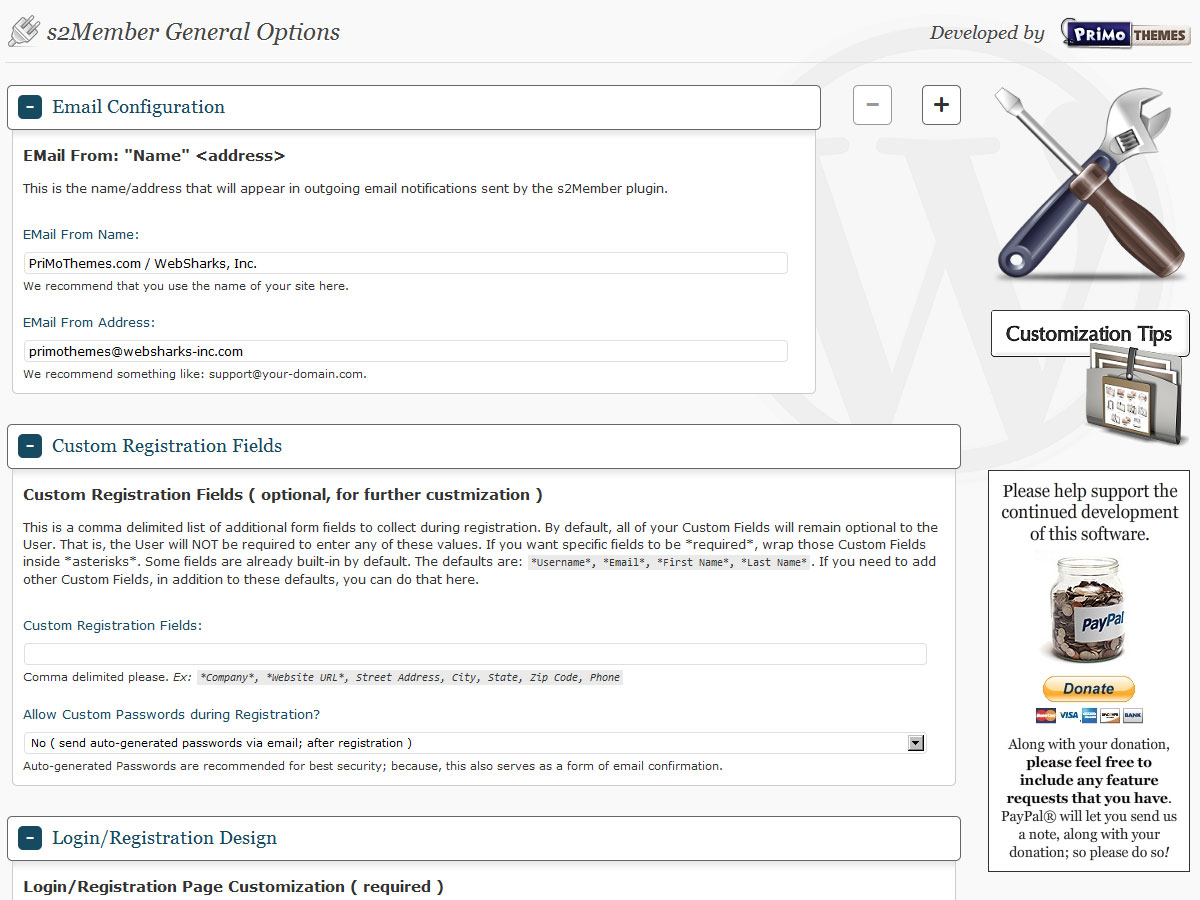 s2Member General Options
Developed by PRiMO THEMES
- Email Configuration
- +
EMail From: "Name" <address>
This is the name/address that will appear in outgoing email notifications sent by the s2Member plugin.
EMail From Name:
PriMoThemes.com / WebSharks, Inc.
We recommend that you use the name of your site here.
EMail From Address:
primothemes@websharks-inc.com
We recommend something like: support@your-domain.com.
- Custom Registration Fields
Custom Registration Fields ( optional, for further custmization )
This is a comma delimited list of additional form fields to collect during registration. By default, all of your Custom Fields will remain optional to the
User. That is, the User will NOT be required to enter any of these values. If you want specific fields to be *required*, wrap those Custom Fields
inside *asterisks*. Some fields are already built-in by default. The defaults are: *Username*, *Email*, *First Name*, *Last Name* . If you need to add
other Custom Fields, in addition to these defaults, you can do that here.
Custom Registration Fields:
Comma delimited please. Ex: *Company*, *Website URL*, Street Address, City, State, Zip Code, Phone
Allow Custom Passwords during Registration?
No ( send auto-generated passwords via email; after registration )
Auto-generated Passwords are recommended for best security; because, this also serves as a form of email confirmation.
- Login/Registration Design
Login/Registration Page Customization ( required )
Customization Tips
Please help support the
continued development
of this software.
PayPal
Donate
VISA BANK
Along with your donation,
please feel free to
include any feature
requests that you have.
PayPal® will let you send us
a note, along with your
donation; so please do so!